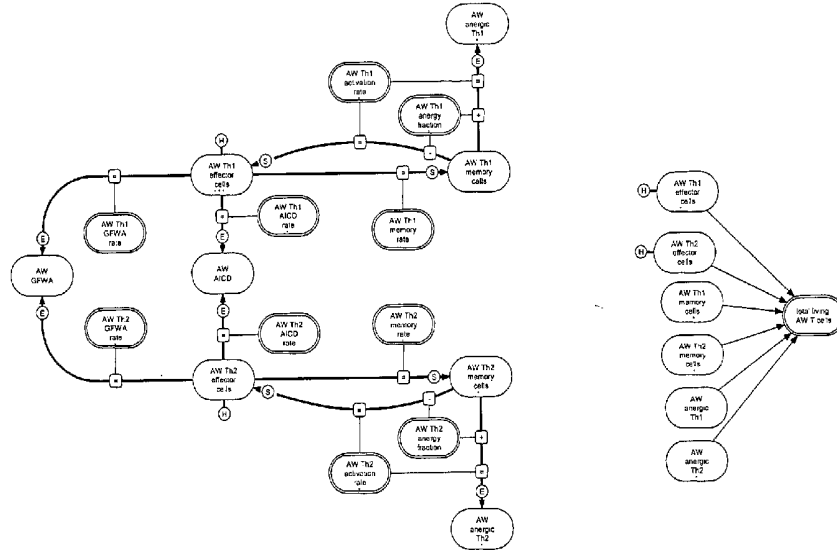 AW
anergic
Th1
E
AW Th1
activation
rate
AW Th1
anergy
fraction
H
S
AW Th1
effector
cells
S
AW Th1
memory
cells
AW Th1
GFWA
rate
AW Th1
AICD
rate
AW Th1
memory rate
E
E
AW
GFWA
AW
AICD
E
E
AW Th2
GFWA
rate
AW Th2
AICD
rate
AW Th2
memory
rate
AW Th2
effector
cells
S
AW Th2
memory
cells
S
H
AW Th2
anergy
fraction
AW Th2
activation
rate
E
AW
anergic
Th2
H
AW Th1
effector
cells
H
AW Th2
effector
cells
AW Th1
memory
cells
total living
AW T cells
AW Th2
memory
cells
AW
anergic
Th1
AW
anergic
Th2